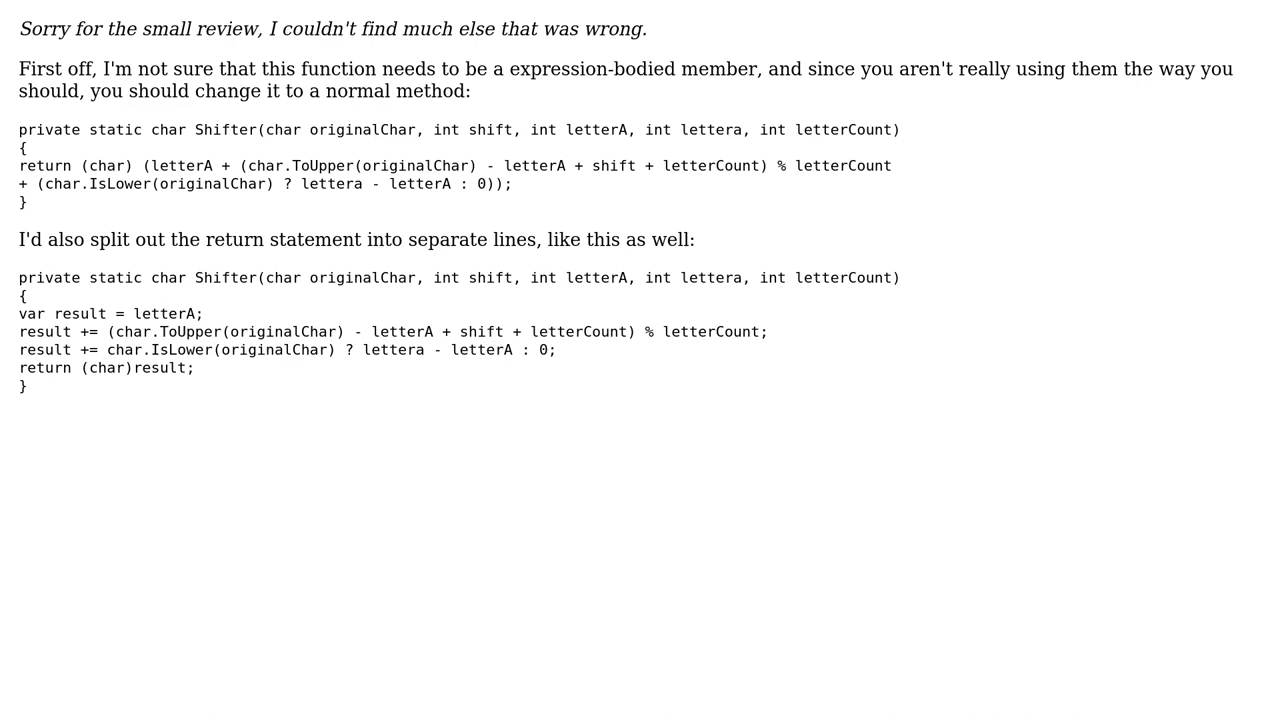 Sorry for the small review, I couldn't find much else that was wrong.
First off, I'm not sure that this function needs to be a expression-bodied member, and since you aren't really using them the way you
should, you should change it to a normal method:
private static char Shifter(char originalChar, int shift, int letterA, int lettera, int letterCount)
{
return (char) (letterA + (char.ToUpper(originalChar) - letterA + shift + letterCount) % letterCount
+ (char.IsLower(originalChar) ? lettera - letterA : 0));
}
I'd also split out the return statement into separate lines, like this as well:
private static char Shifter(char originalChar, int shift, int letterA, int lettera, int letterCount)
{
var result = letterA;
result += (char.ToUpper(originalChar) - letterA + shift + letterCount) % letterCount;
result += char.IsLower(originalChar) ? lettera - letterA : 0;
return (char)result;
}